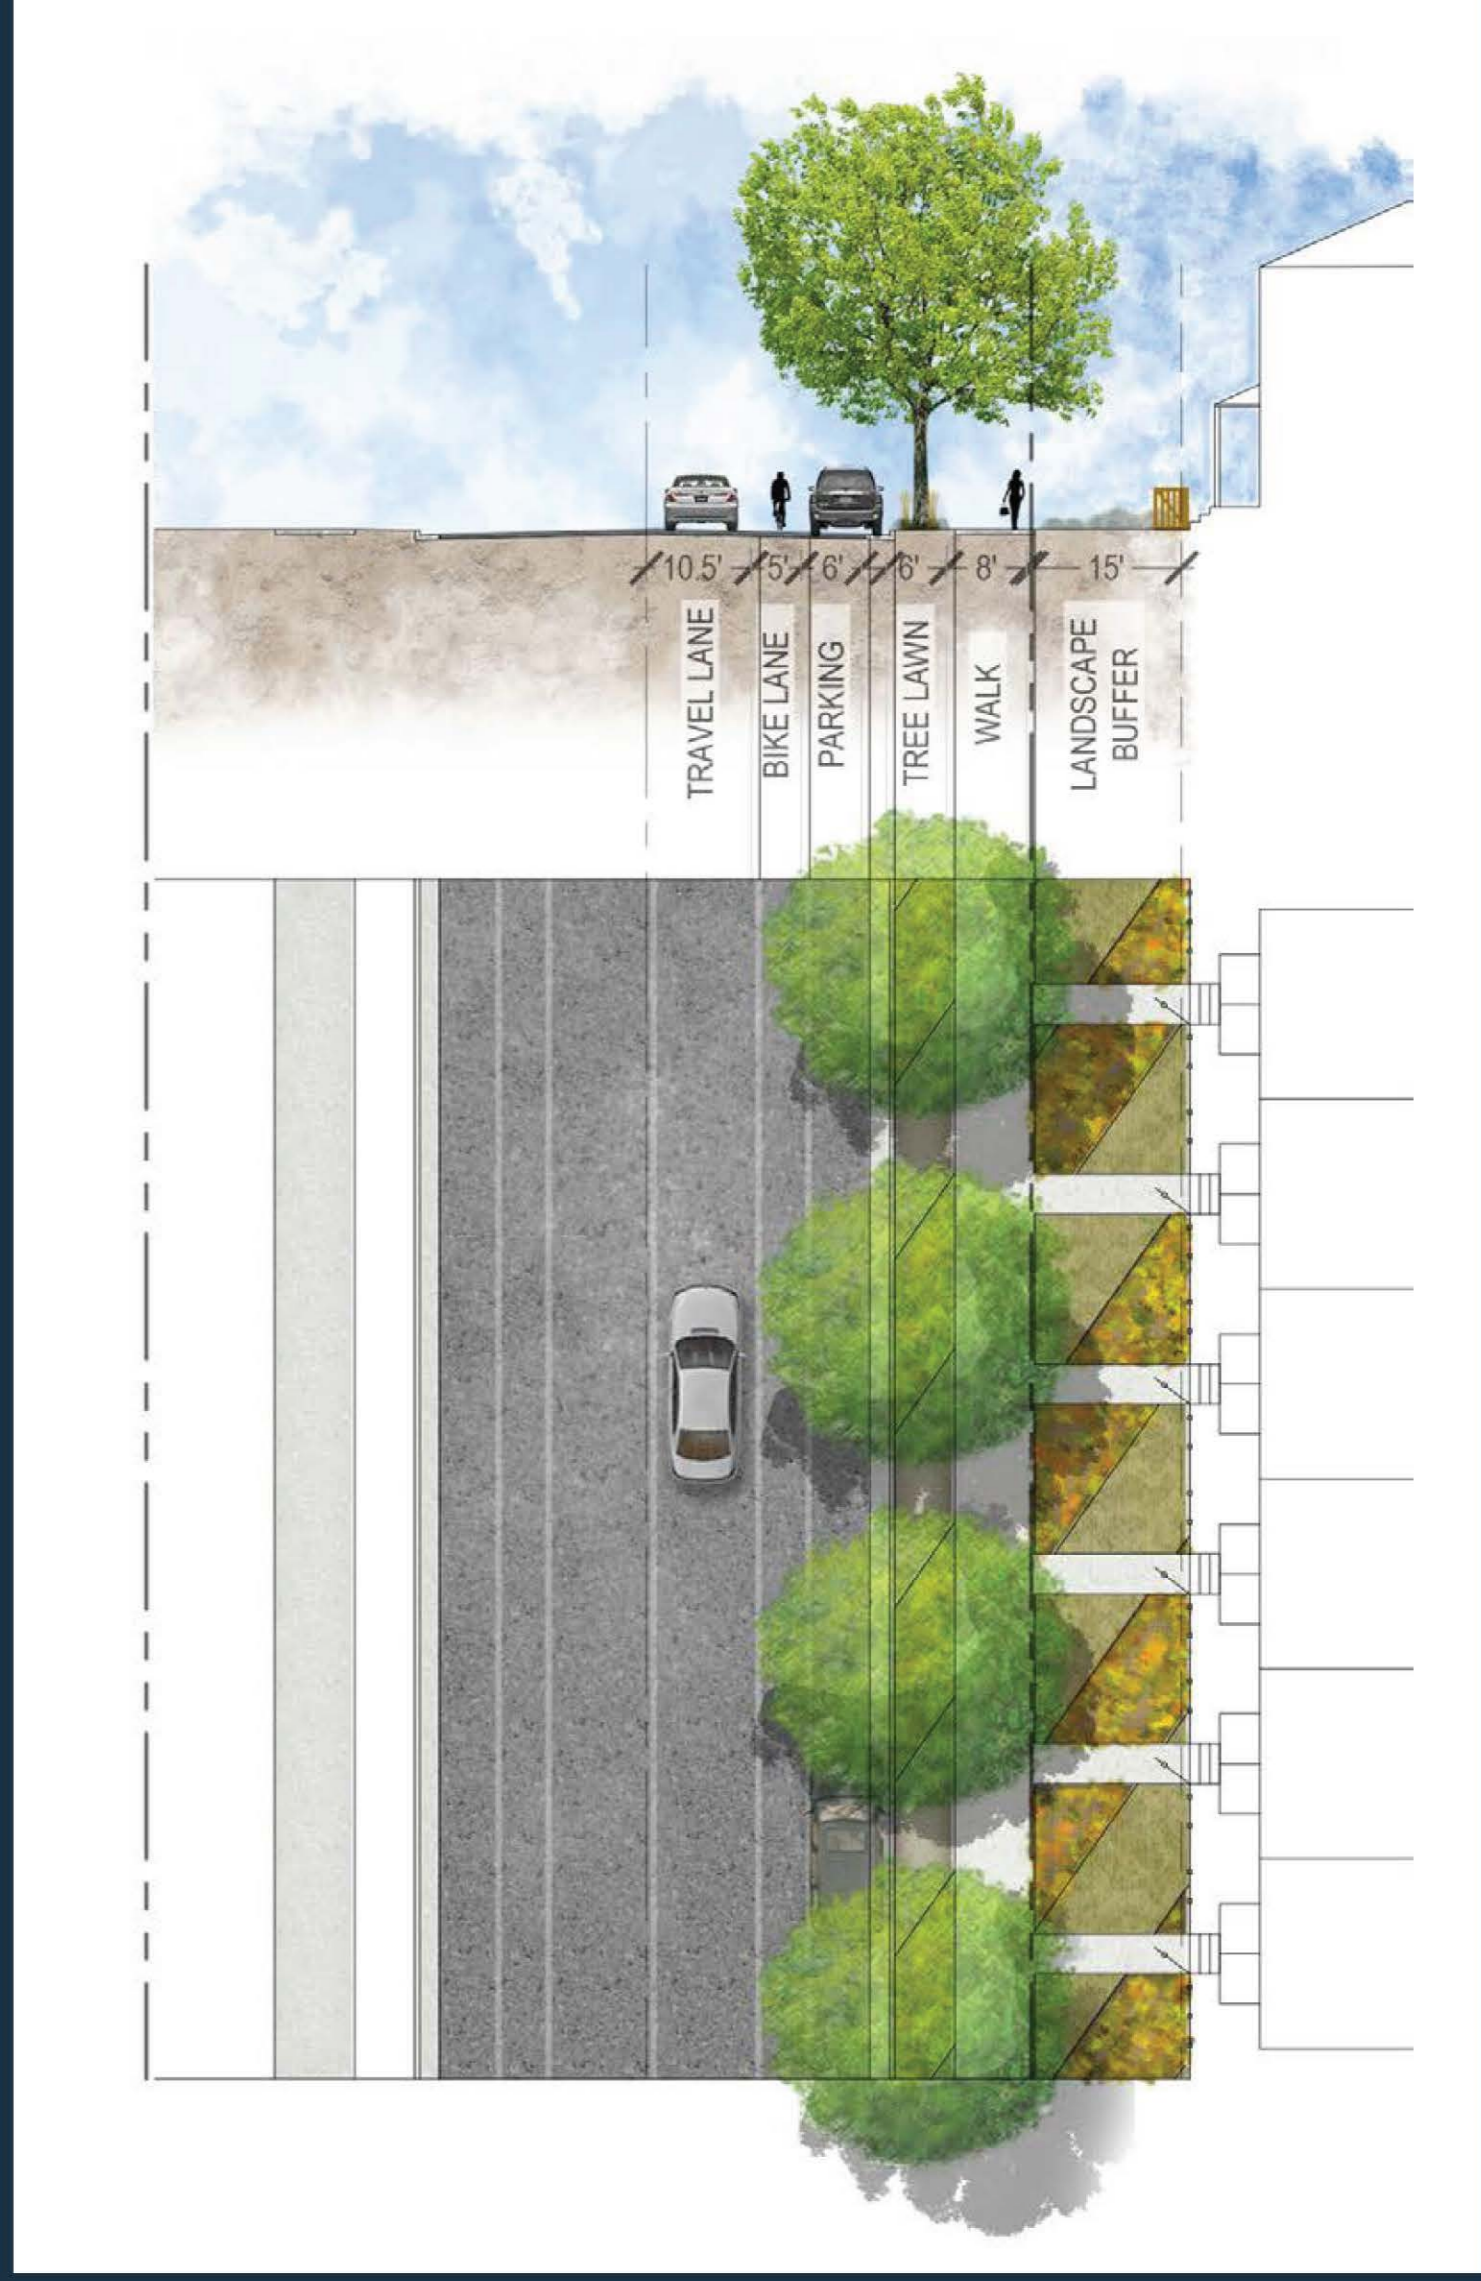 10.5'
5'
6'
6'
8'
15'
TRAVEL LANE
BIKE LANE
PARKING
TREE LAWN
WALK
LANDSCAPE
BUFFER